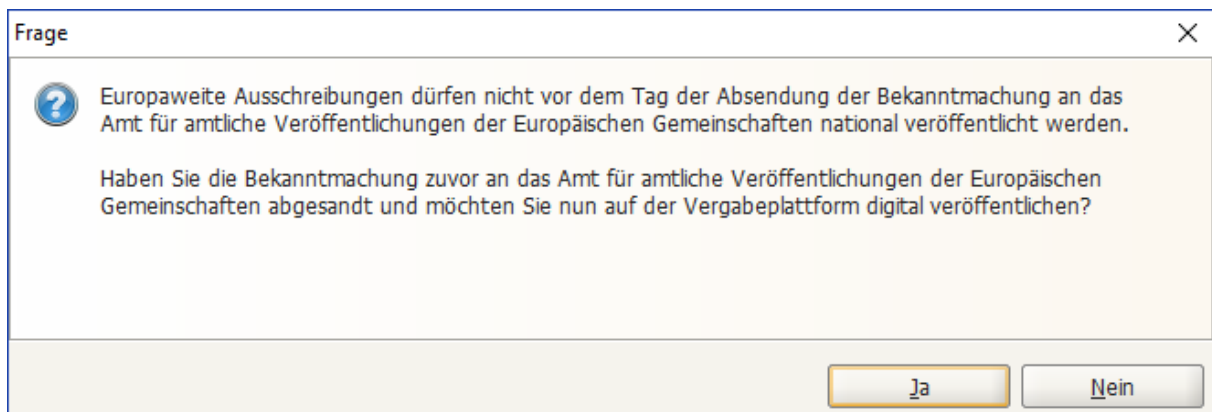 Frage
Europaweite Ausschreibungen dürfen nicht vor dem Tag der Absendung der Bekanntmachung an das
Amt für amtliche Veröffentlichungen der Europäischen Gemeinschaften national veröffentlicht werden.
Haben Sie die Bekanntmachung zuvor an das Amt für amtliche Veröffentlichungen der Europäischen
Gemeinschaften abgesandt und möchten Sie nun auf der Vergabeplattform digital veröffentlichen?
Ja Nein